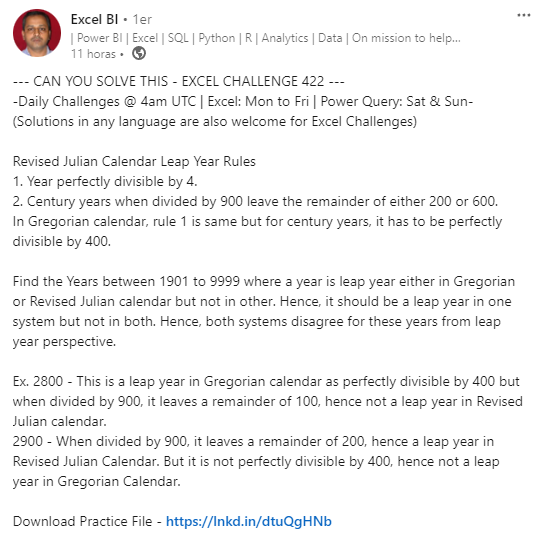 Excel BI • 1er
| Power BI | Excel | SQL | Python | R | Analytics | Data | On mission to help...
11 horas •
--- CAN YOU SOLVE THIS - EXCEL CHALLENGE 422 ---
-Daily Challenges @ 4am UTC | Excel: Mon to Fri | Power Query: Sat & Sun-
(Solutions in any language are also welcome for Excel Challenges)
Revised Julian Calendar Leap Year Rules
1. Year perfectly divisible by 4.
2. Century years when divided by 900 leave the remainder of either 200 or 600.
In Gregorian calendar, rule 1 is same but for century years, it has to be perfectly
divisible by 400.
Find the Years between 1901 to 9999 where a year is leap year either in Gregorian
or Revised Julian calendar but not in other. Hence, it should be a leap year in one
system but not in both. Hence, both systems disagree for these years from leap
year perspective.
Ex. 2800 - This is a leap year in Gregorian calendar as perfectly divisible by 400 but
when divided by 900, it leaves a remainder of 100, hence not a leap year in Revised
Julian calendar.
2900 - When divided by 900, it leaves a remainder of 200, hence a leap year in
Revised Julian Calendar. But it is not perfectly divisible by 400, hence not a leap
year in Gregorian Calendar.
Download Practice File - https://lnkd.in/dtuQgHNb